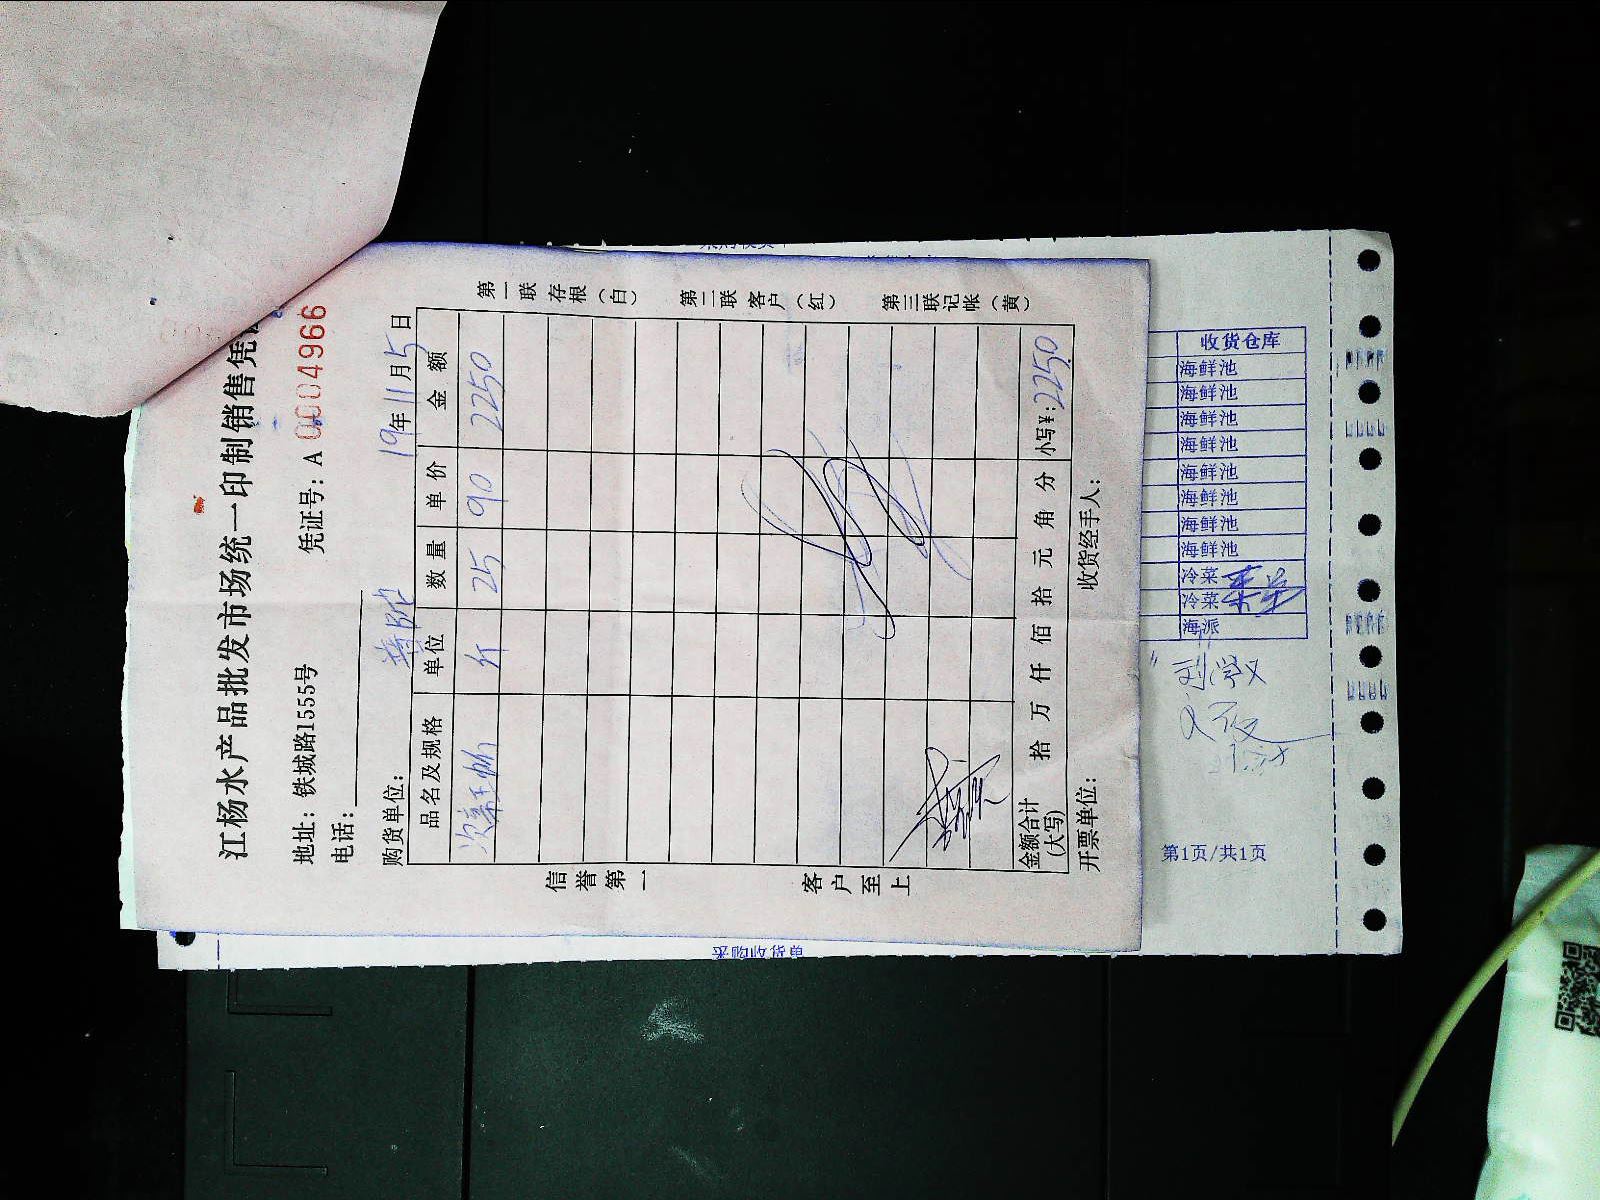 江杨水产品批发市场统一印制销售凭
地址：铁城路1555号
凭证号：A 0004966
电话：
购货单位：
19年11月5日
品名及规格 单位 数量 单价 金额
斤 25 90 2250
金额合计（大写） 拾 万 仟 佰 拾 元 角 分 小写¥：2250
开票单位：
收货经手人：
信誉第一
客户至上
第一联存根（白）
第二联客户（红）
第三联记帐（黄）
收货仓库
海鲜池
海鲜池
海鲜池
海鲜池
海鲜池
海鲜池
海鲜池
海鲜池
冷菜
冷菜
海派
第1页/共1页